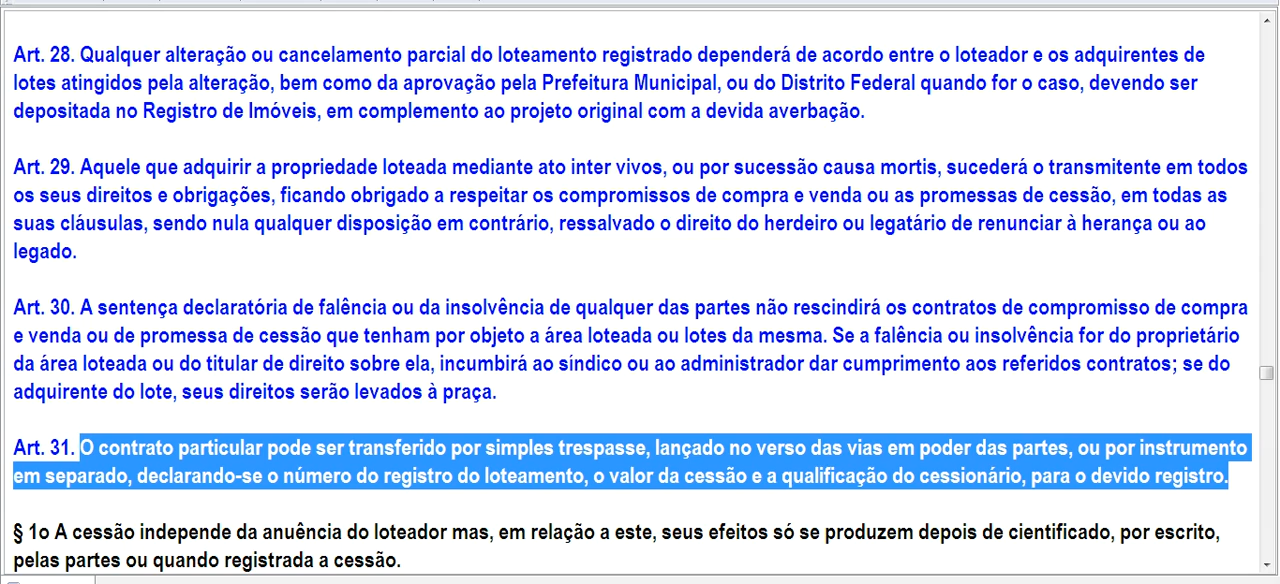 Art. 28. Qualquer alteração ou cancelamento parcial do loteamento registrado dependerá de acordo entre o loteador e os adquirentes de
lotes atingidos pela alteração, bem como da aprovação pela Prefeitura Municipal, ou do Distrito Federal quando for o caso, devendo ser
depositada no Registro de Imóveis, em complemento ao projeto original com a devida averbação.
Art. 29. Aquele que adquirir a propriedade loteada mediante ato inter vivos, ou por sucessão causa mortis, sucederá o transmitente em todos
os seus direitos e obrigações, ficando obrigado a respeitar os compromissos de compra e venda ou as promessas de cessão, em todas as
suas cláusulas, sendo nula qualquer disposição em contrário, ressalvado o direito do herdeiro ou legatário de renunciar à herança ou ao
legado.
Art. 30. A sentença declaratória de falência ou da insolvência de qualquer das partes não rescindirá os contratos de compromisso de compra
e venda ou de promessa de cessão que tenham por objeto a área loteada ou lotes da mesma. Se a falência ou insolvência for do proprietário
da área loteada ou do titular de direito sobre ela, incumbirá ao síndico ou ao administrador dar cumprimento aos referidos contratos; se do
adquirente do lote, seus direitos serão levados à praça.
Art. 31. O contrato particular pode ser transferido por simples trespasse, lançado no verso das vias em poder das partes, ou por instrumento
em separado, declarando-se o número do registro do loteamento, o valor da cessão e a qualificação do cessionário, para o devido registro.
§ 1o A cessão independe da anuência do loteador mas, em relação a este, seus efeitos só se produzem depois de cientificado, por escrito,
pelas partes ou quando registrada a cessão.